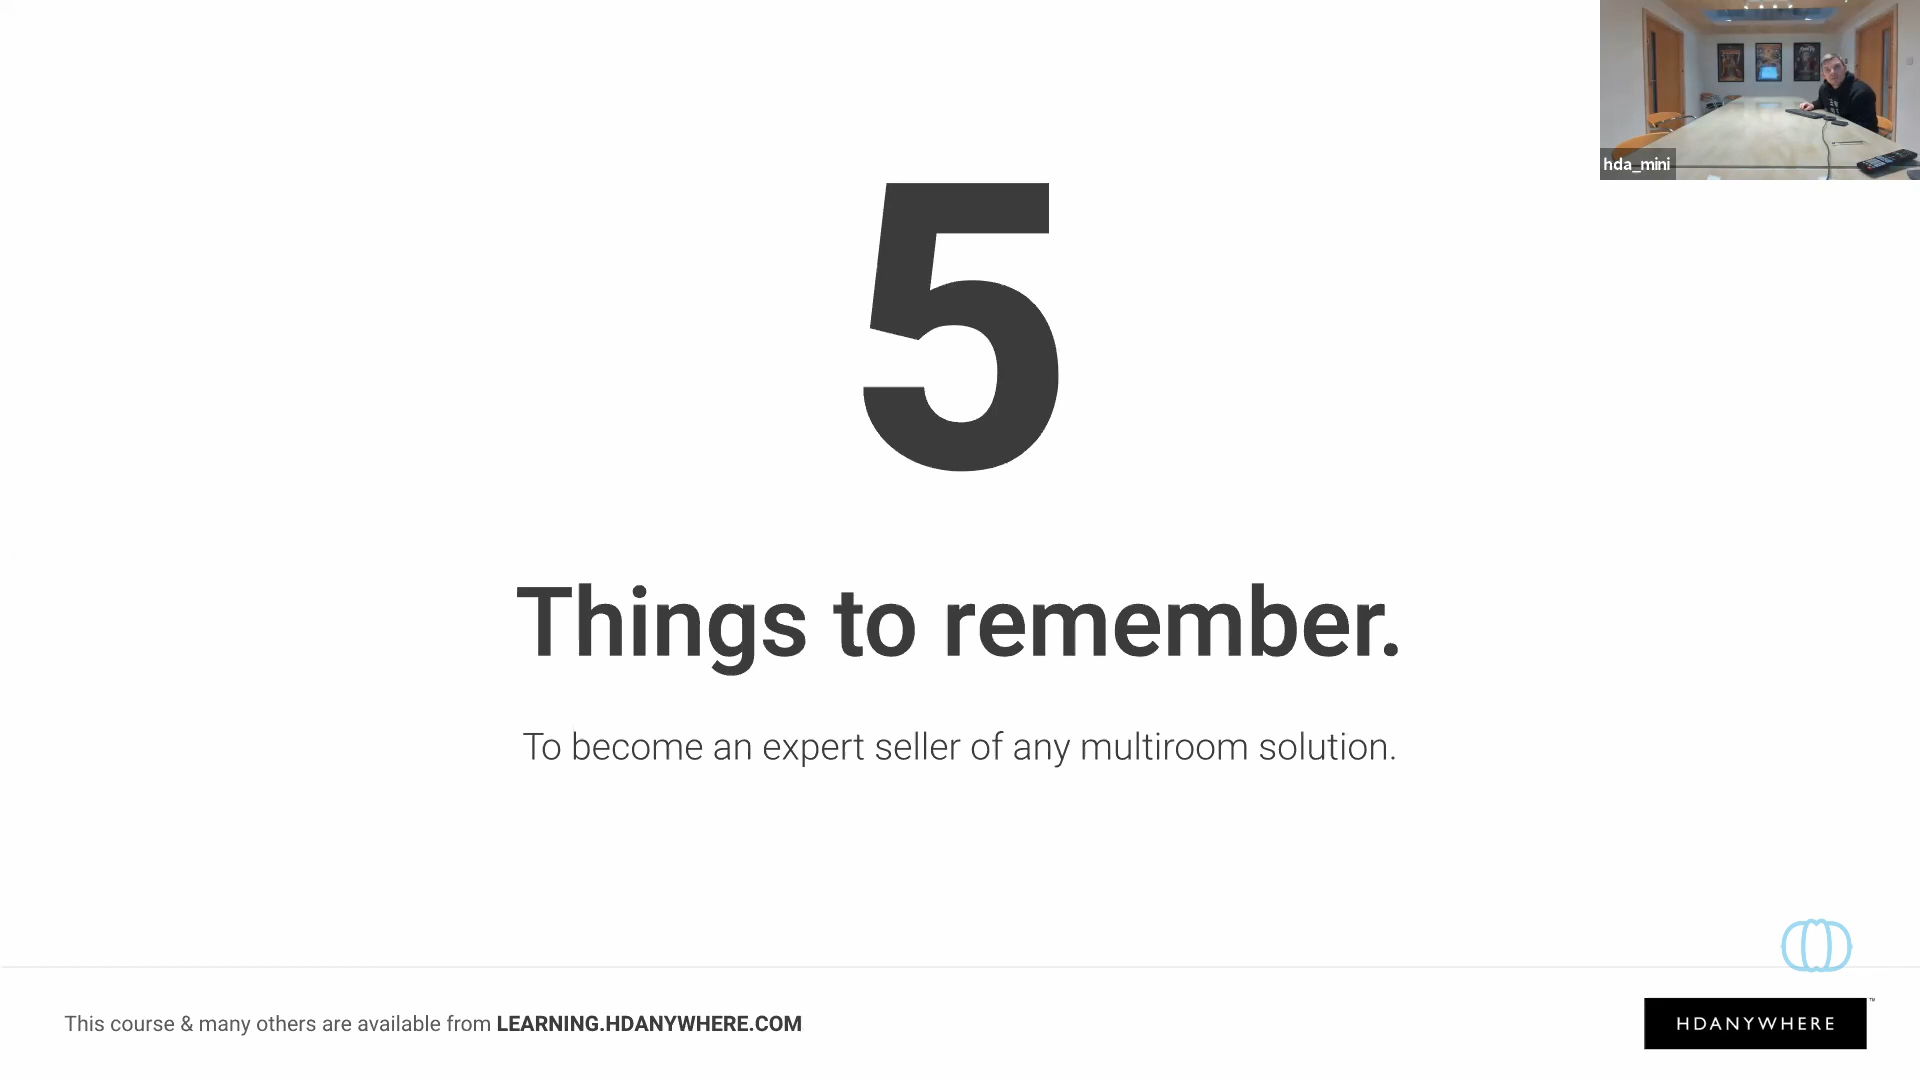 hda_mini
5
Things to remember.
To become an expert seller of any multiroom solution.
This course & many others are available from LEARNING.HDANYWHERE.COM
HDANYWHERE™